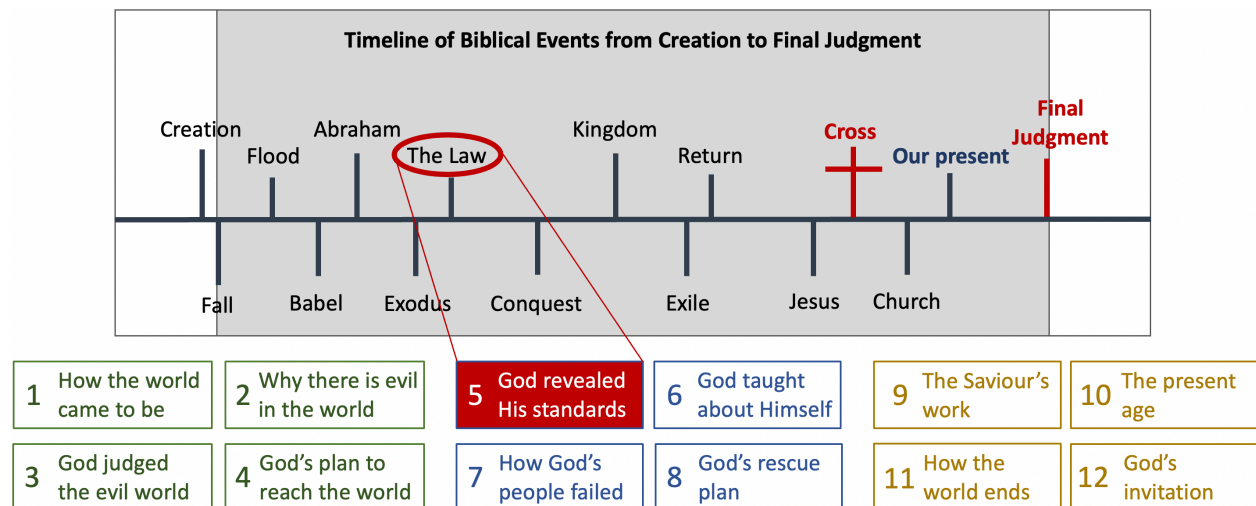 Timeline of Biblical Events from Creation to Final Judgment
Final
Judgment
Creation
Abraham
Kingdom
Cross
Flood
The Law
Return
Our present
Fall
Babel
Exodus
Conquest
Exile
Jesus
Church
1 How the world
came to be
2 Why there is evil
in the world
5 God revealed
His standards
6 God taught
about Himself
9 The Saviour’s
work
10 The present
age
3 God judged
the evil world
4 God’s plan to
reach the world
7 How God’s
people failed
8 God’s rescue
plan
11 How the
world ends
12 God’s
invitation